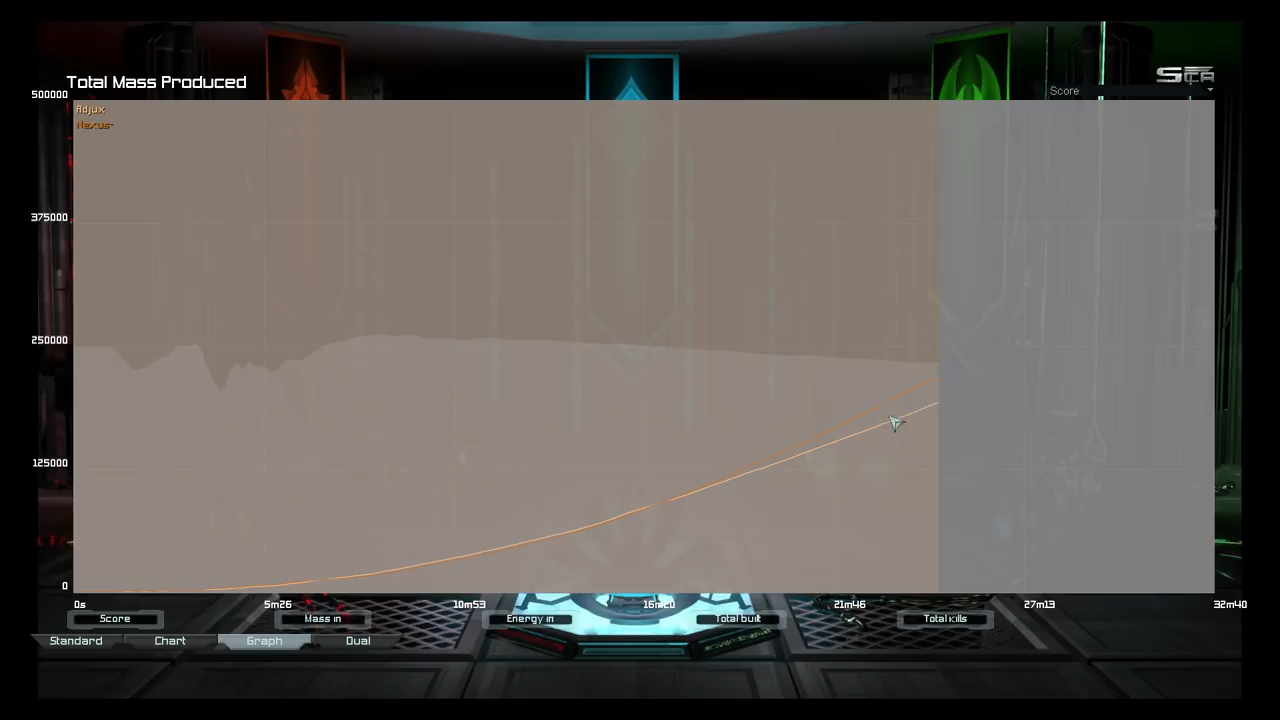 Total Mass Produced
500000
Score
Adjux
Nexus-
375000
250000
125000
0
0s 5m26 10m53 16m20 21m46 27m13 32m40
Score Mass in Energy in Total built Total kills
Standard Chart Graph Dual